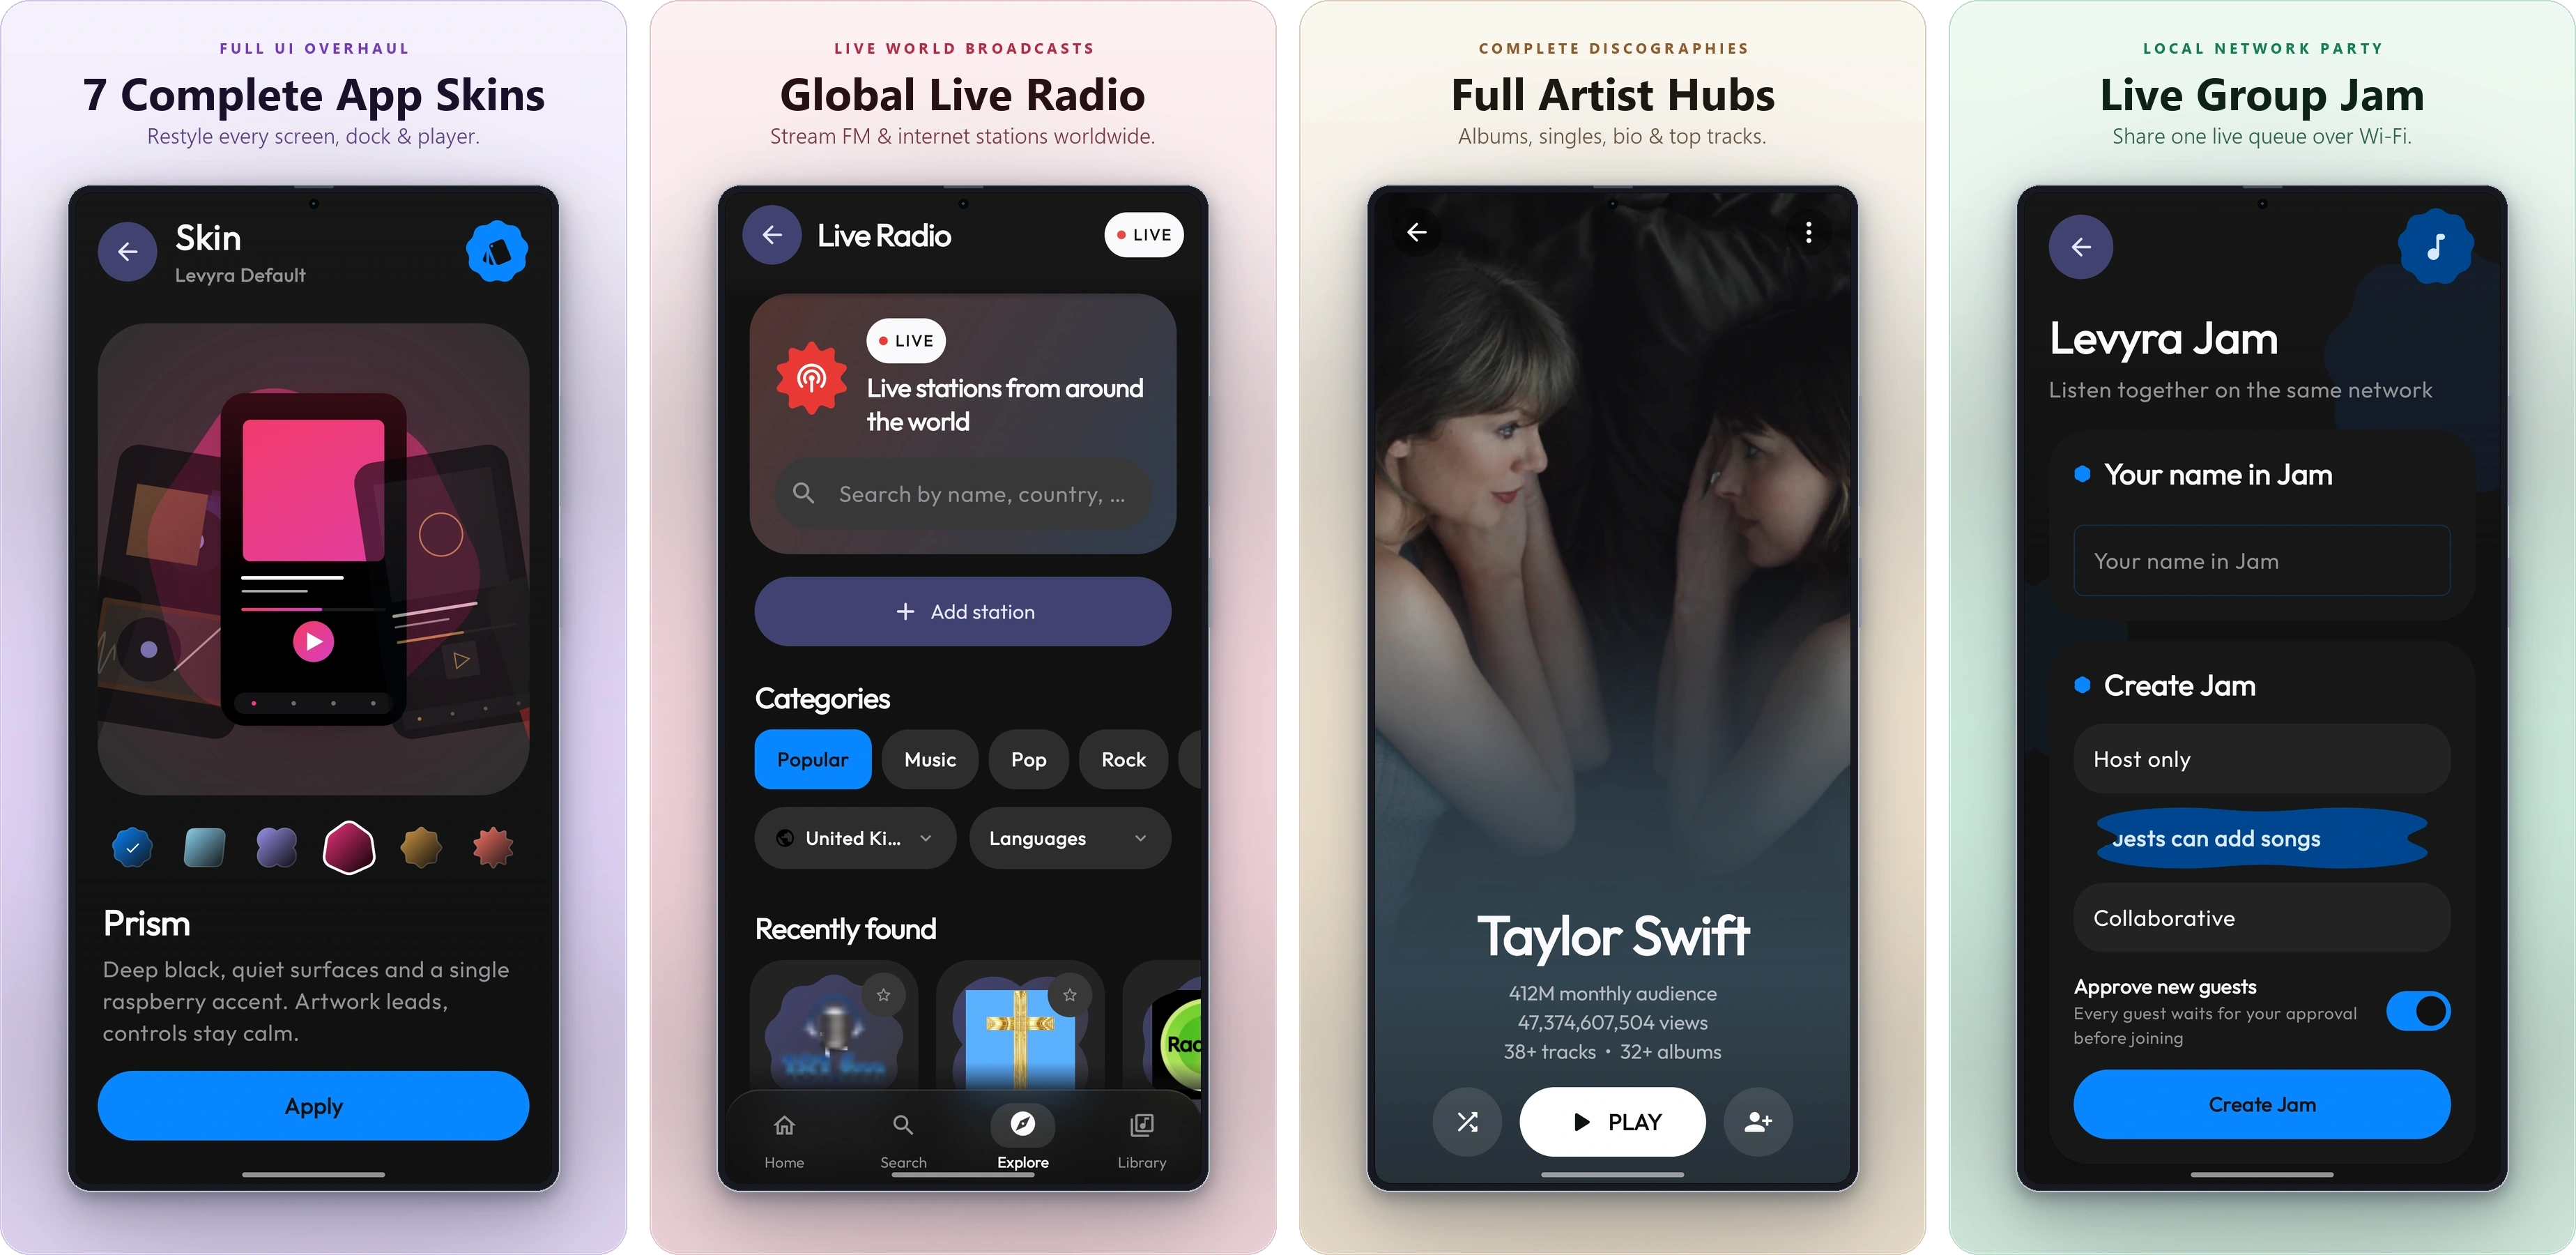 FULL UI OVERHAUL
7 Complete App Skins
Restyle every screen, dock & player.
Skin
Levyra Default
Prism
Deep black, quiet surfaces and a single
raspberry accent. Artwork leads,
controls stay calm.
Apply
LIVE WORLD BROADCASTS
Global Live Radio
Stream FM & internet stations worldwide.
Live Radio
LIVE
LIVE
Live stations from around
the world
Search by name, country, ...
Add station
Categories
Popular
Music
Pop
Rock
United Ki...
Languages
Recently found
Home
Search
Explore
Library
COMPLETE DISCOGRAPHIES
Full Artist Hubs
Albums, singles, bio & top tracks.
Taylor Swift
412M monthly audience
47,374,607,504 views
38+ tracks • 32+ albums
PLAY
LOCAL NETWORK PARTY
Live Group Jam
Share one live queue over Wi-Fi.
Levyra Jam
Listen together on the same network
Your name in Jam
Your name in Jam
Create Jam
Host only
uests can add songs
Collaborative
Approve new guests
Every guest waits for your approval
before joining
Create Jam